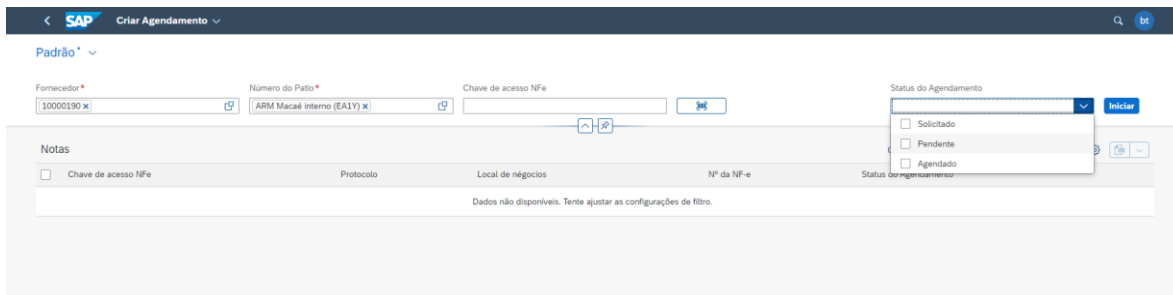 SAP Criar Agendamento bt
Padrão*
Fornecedor* Número do Patio* Chave de acesso NFe Status do Agendamento
10000190 x ARM Macaé interno (EA1Y) x Iniciar
Solicitado
Notas
Pendente
Agendado
Chave de acesso NFe Protocolo Local de négocios Nº da NF-e Status do Agendamento
Dados não disponíveis. Tente ajustar as configurações de filtro.